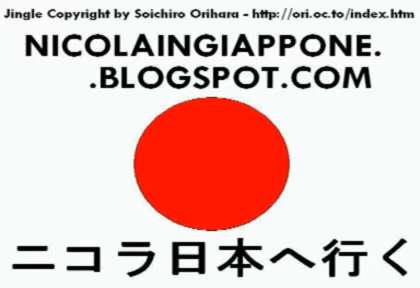 Jingle Copyright by Soichiro Orihara - http://ori.oc.to/index.htm
NICOLAINGIAPPONE.
.BLOGSPOT.COM
ニコラ日本へ行く